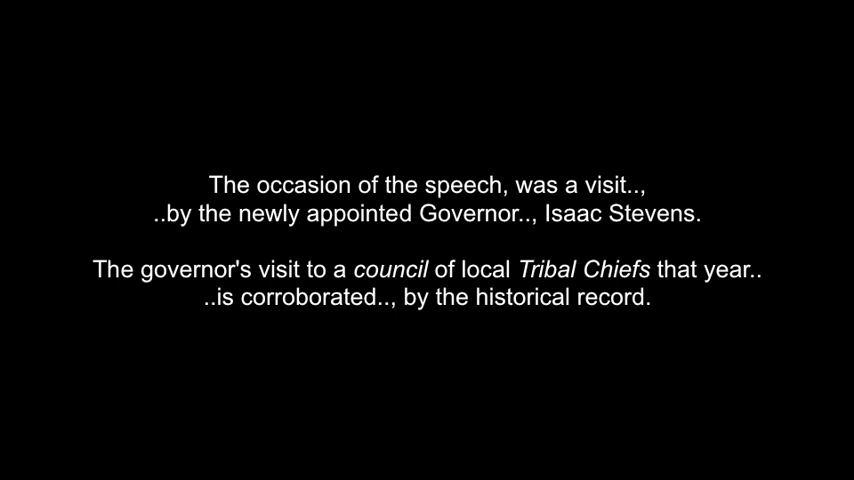 The occasion of the speech, was a visit..,
..by the newly appointed Governor.., Isaac Stevens.
The governor's visit to a council of local Tribal Chiefs that year..
..is corroborated.., by the historical record.